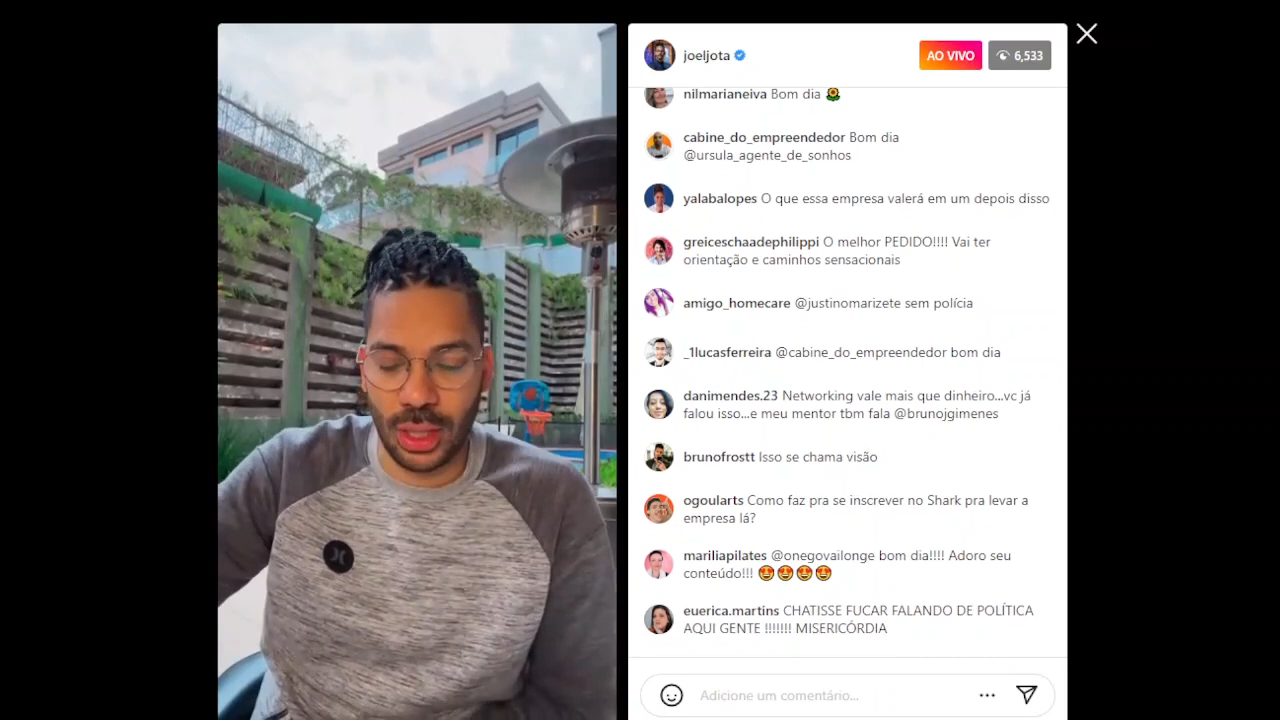 joeljota
AO VIVO
6,533
nilmarianeiva Bom dia 🌻
cabine_do_empreendedor Bom dia
@ursula_agente_de_sonhos
yalabalopes O que essa empresa valerá em um depois disso
greiceschaadephilippi O melhor PEDIDO!!!! Vai ter
orientação e caminhos sensacionais
amigo_homecare @justinomarizete sem polícia
_1lucasferreira @cabine_do_empreendedor bom dia
danimendes.23 Networking vale mais que dinheiro...vc já
falou isso...e meu mentor tbm fala @brunojgimenes
brunofrostt Isso se chama visão
ogoularts Como faz pra se inscrever no Shark pra levar a
empresa lá?
mariliapilates @onegovailonge bom dia!!!! Adoro seu
conteúdo!!! 🤩🤩🤩🤩
euerica.martins CHATISSE FUCAR FALANDO DE POLÍTICA
AQUI GENTE !!!!!!! MISERICÓRDIA
Adicione um comentário...